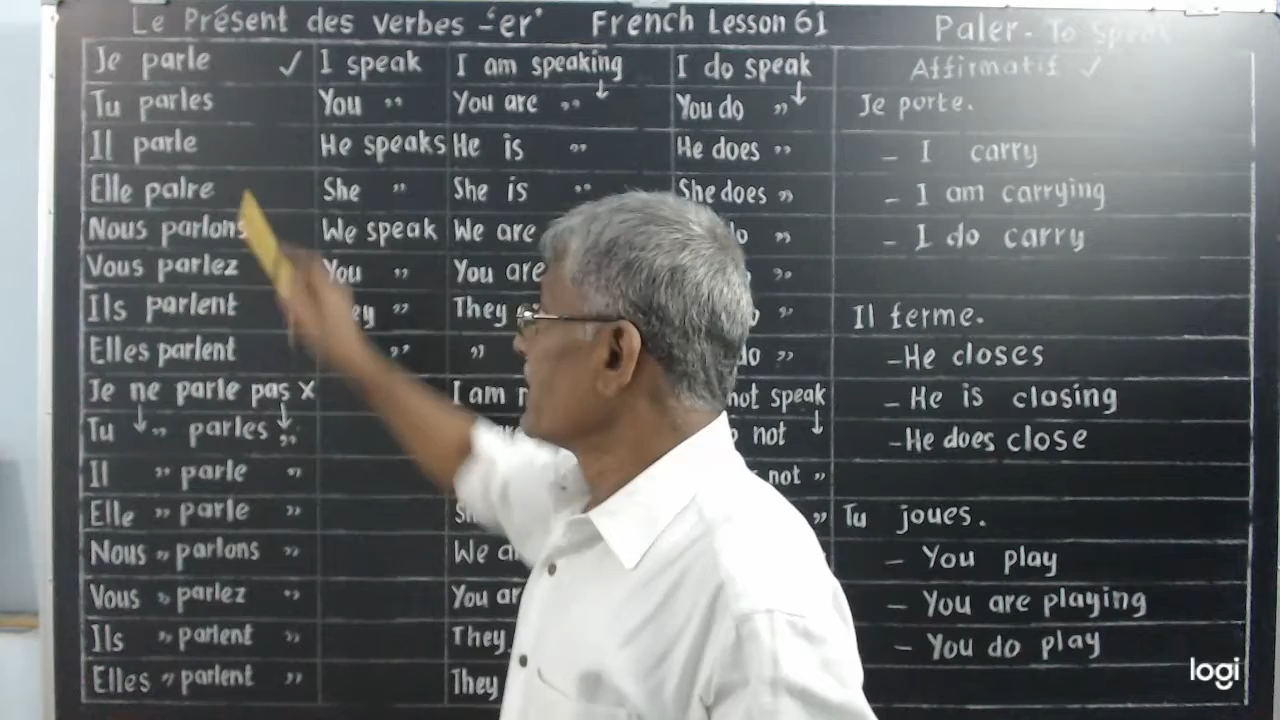 Le Présent des verbes -'er' French Lesson 61 Paler - To Speak
Je parle ✓ I speak I am speaking I do speak Affirmatif ✓
Tu parles You " You are " You do " Je porte.
Il parle He speaks He is " He does " - I carry
Elle palre She " She is " She does " - I am carrying
Nous parlons We speak We are " - I do carry
Vous parlez You " You are "
Ils parlent " They " Il ferme.
Elles parlent " " " - He closes
Je ne parle pas X I am not speak - He is closing
Tu " parles " not - He does close
Il " parle " not "
Elle " parle " " Tu joues.
Nous " parlons " We - You play
Vous " parlez " You - You are playing
Ils " parlent " They - You do play
Elles " parlent " They
logi